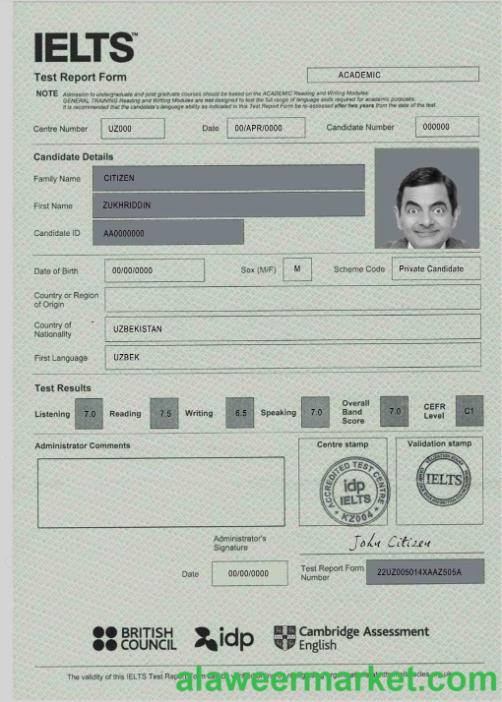 IELTS™
Test Report Form
ACADEMIC
NOTE Admission to undergraduate and post graduate courses should be based on the ACADEMIC Reading and Writing Modules.
GENERAL TRAINING Reading and Writing Modules are not designed to test the full range of language skills required for academic purposes.
It is recommended that the candidate's language ability as indicated in this Test Report Form be re-assessed after two years from the date of the test.
Centre Number UZ000 Date 00/APR/0000 Candidate Number 000000
Candidate Details
Family Name CITIZEN
First Name ZUKHRIDDIN
Candidate ID AA0000000
Date of Birth 00/00/0000 Sex (M/F) M Scheme Code Private Candidate
Country or Region
of Origin
Country of
Nationality UZBEKISTAN
First Language UZBEK
Test Results
Listening 7.0 Reading 7.5 Writing 6.5 Speaking 7.0 Overall Band Score 7.0 CEFR Level C1
Administrator Comments
Centre stamp
Validation stamp
ACCREDITED TEST CENTRE
idp
IELTS
KZ004
IELTS
Administrator's
Signature
John Citizen
Date 00/00/0000
Test Report Form
Number 22UZ005014XAAZ505A
BRITISH
COUNCIL
idp
Cambridge Assessment
English
The validity of this IELTS Test Report Form
alaweermarket.com